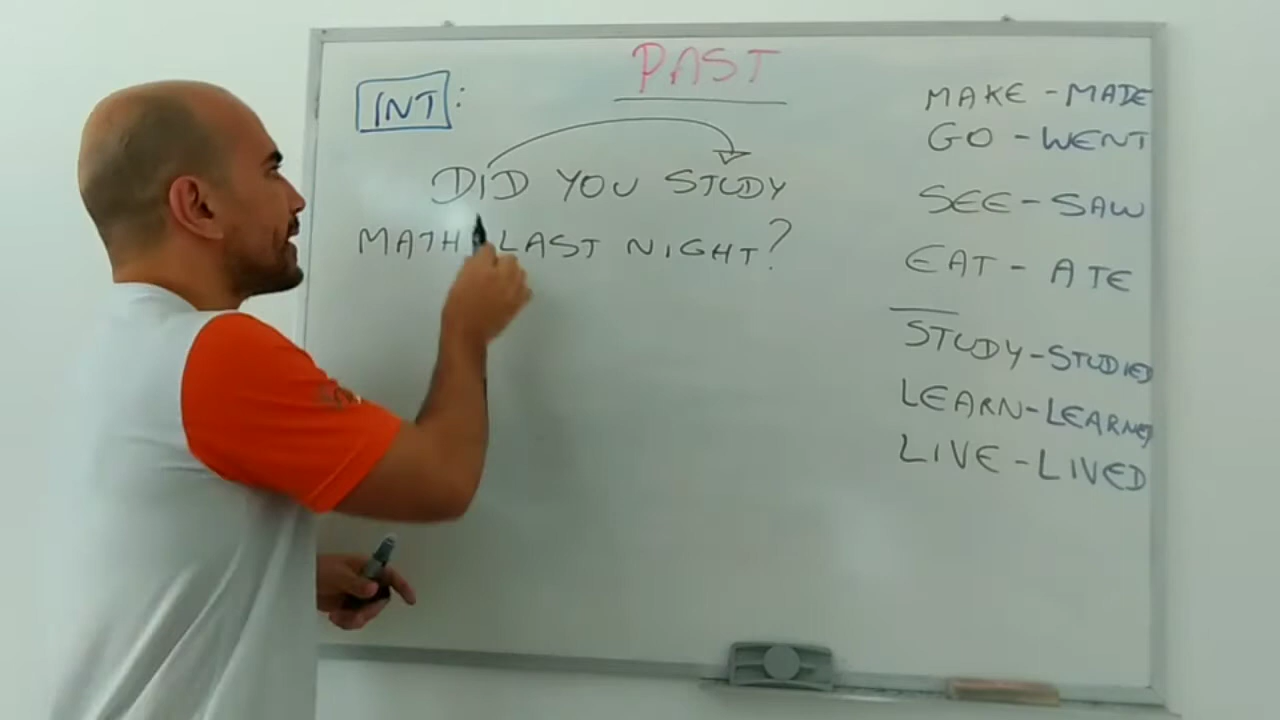 PAST
INT:
DID YOU STUDY
MATH LAST NIGHT?
MAKE - MADE
GO - WENT
SEE - SAW
EAT - ATE
STUDY - STUDIED
LEARN - LEARNED
LIVE - LIVED